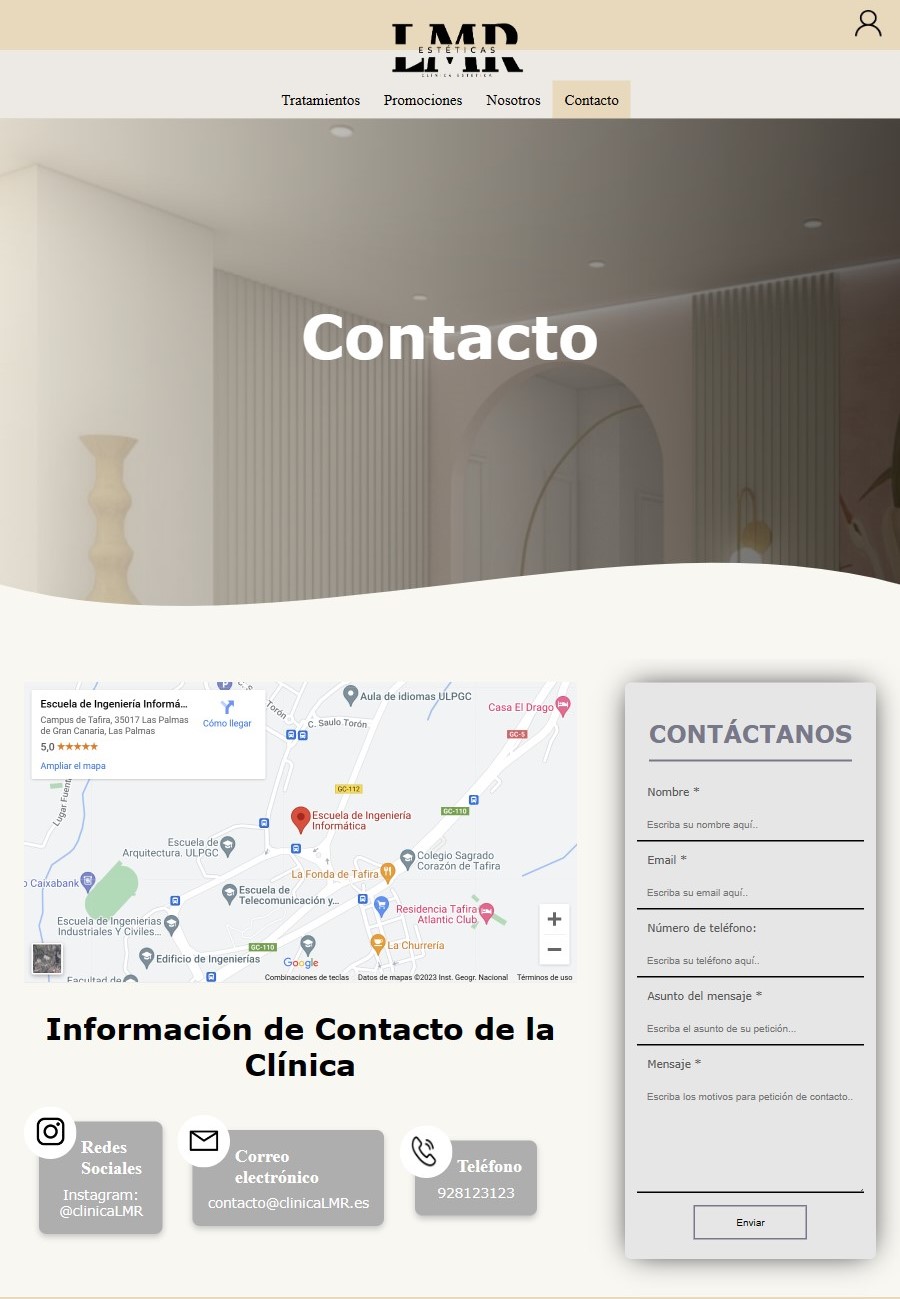 LMR
ESTÉTICAS
CLÍNICA ESTÉTICA
Tratamientos Promociones Nosotros Contacto
Contacto
Escuela de Ingeniería Informá...
Campus de Tafira, 35017 Las Palmas
de Gran Canaria, Las Palmas
5,0 ★★★★★
Ampliar el mapa
Cómo llegar
Torón
C. Saulo Torón
Aula de idiomas ULPGC
Casa El Drago
GC-5
GC-112
GC-110
Lugar Fuent
Escuela de Ingeniería
Informática
Escuela de
Arquitectura. ULPGC
Colegio Sagrado
Corazón de Tafira
La Fonda de Tafira
o Caixabank
Escuela de
Telecomunicación y...
Residencia Tafira
Atlantic Club
Escuela de Ingenierias
Industriales Y Civiles...
GC-110
La Churrería
Edificio de Ingenierías
Facultad de
Google
Combinaciones de teclas Datos de mapas ©2023 Inst. Geogr. Nacional Términos de uso
Información de Contacto de la
Clínica
Redes
Sociales
Instagram:
@clinicaLMR
Correo
electrónico
contacto@clinicaLMR.es
Teléfono
928123123
CONTÁCTANOS
Nombre *
Escriba su nombre aquí..
Email *
Escriba su email aquí..
Número de teléfono:
Escriba su teléfono aquí..
Asunto del mensaje *
Escriba el asunto de su petición...
Mensaje *
Escriba los motivos para petición de contacto..
Enviar